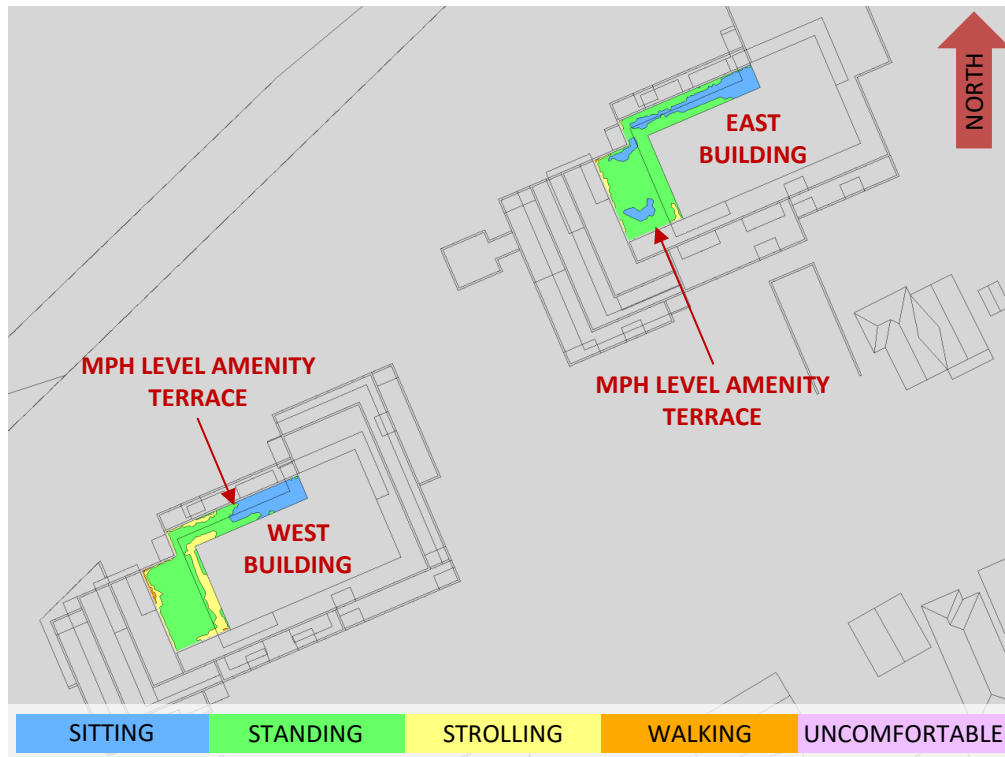 NORTH
EAST
BUILDING
MPH LEVEL AMENITY
TERRACE
MPH LEVEL AMENITY
TERRACE
WEST
BUILDING
SITTING
STANDING
STROLLING
WALKING
UNCOMFORTABLE